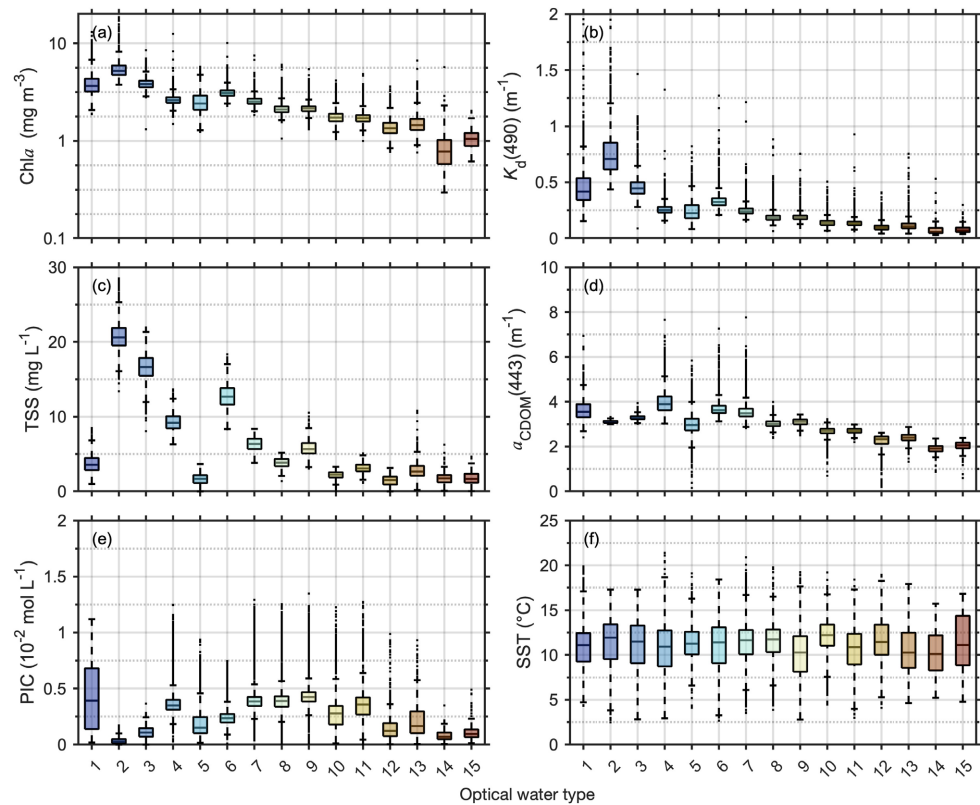 (a)
10
1
0.1
Chla (mg m⁻³)
(b)
2
1.5
1
0.5
0
Kd(490) (m⁻¹)
(c)
30
20
10
0
TSS (mg L⁻¹)
(d)
10
8
6
4
2
0
aCDOM(443) (m⁻¹)
(e)
2
1.5
1
0.5
0
PIC (10⁻² mol L⁻¹)
1 2 3 4 5 6 7 8 9 10 11 12 13 14 15
(f)
25
20
15
10
5
0
SST (°C)
1 2 3 4 5 6 7 8 9 10 11 12 13 14 15
Optical water type